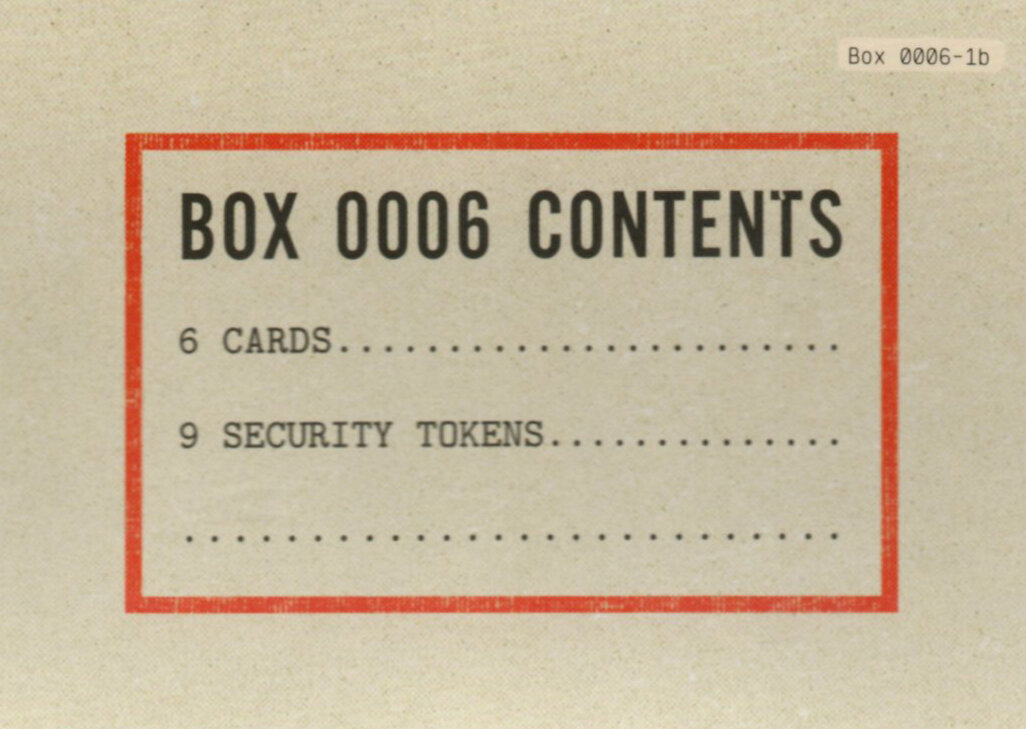 Box 0006-1b
BOX 0006 CONTENTS
6 CARDS........................
9 SECURITY TOKENS..............
..........................